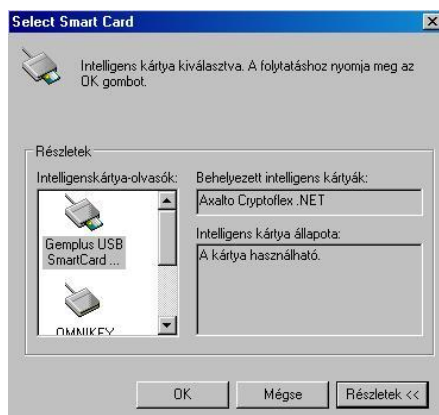 Select Smart Card
Intelligens kártya kiválasztva. A folytatáshoz nyomja meg az
OK gombot.
Részletek
Intelligenskártya-olvasók:
Gemplus USB
SmartCard ...
OMNIKEY
Behelyezett intelligens kártyák:
Axalto Cryptoflex .NET
Intelligens kártya állapota:
A kártya használható.
OK
Mégse
Részletek <<